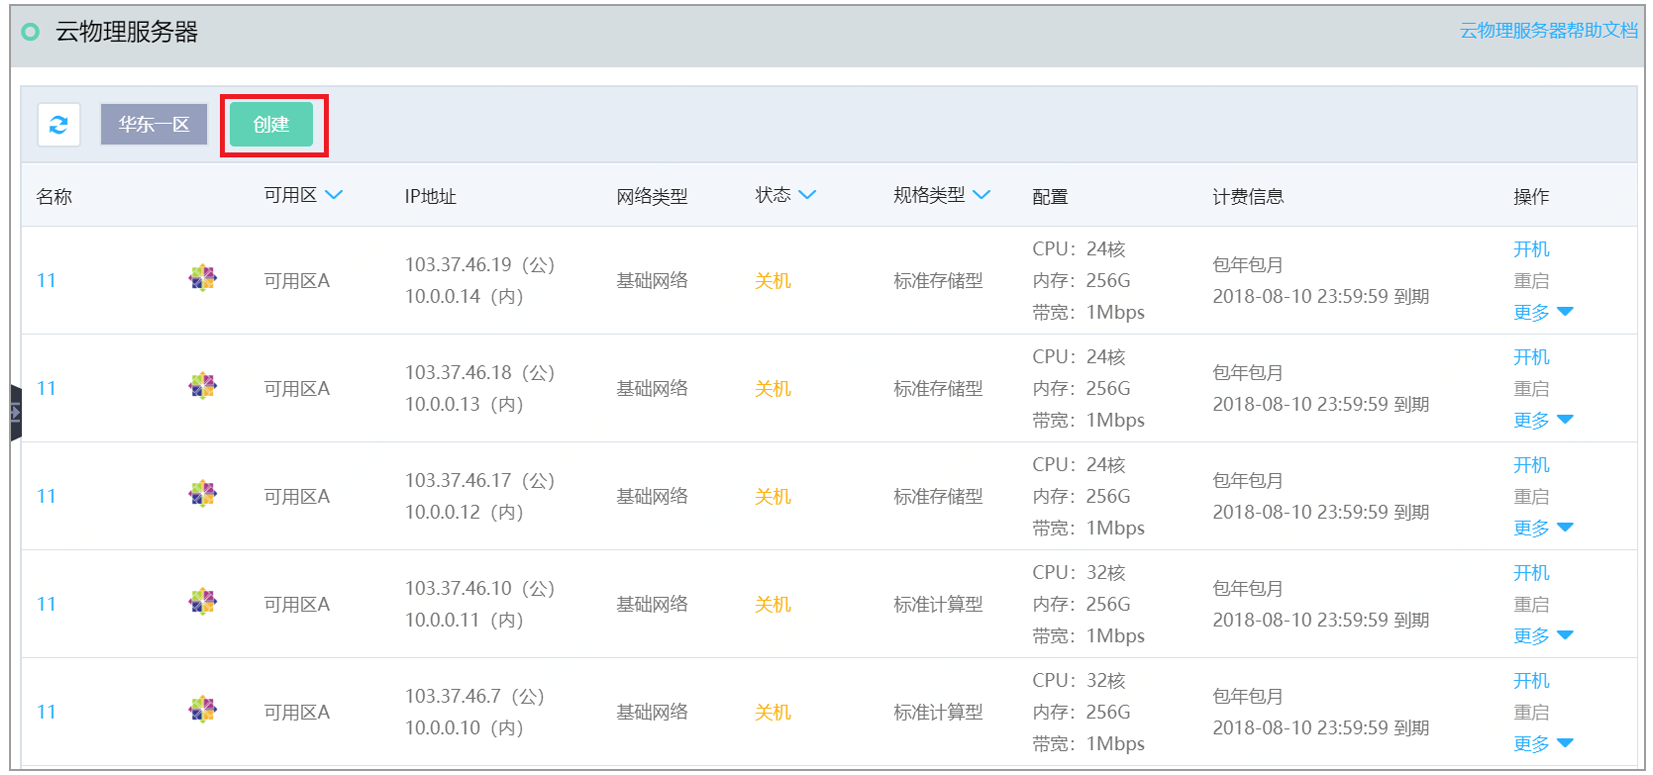 云物理服务器
云物理服务器帮助文档
华东一区
创建
名称 可用区 IP地址 网络类型 状态 规格类型 配置 计费信息 操作
11 可用区A 103.37.46.19（公） 10.0.0.14（内） 基础网络 关机 标准存储型
CPU：24核
内存：256G
带宽：1Mbps
包年包月
2018-08-10 23:59:59 到期
开机
重启
更多
11 可用区A 103.37.46.18（公） 10.0.0.13（内） 基础网络 关机 标准存储型
CPU：24核
内存：256G
带宽：1Mbps
包年包月
2018-08-10 23:59:59 到期
开机
重启
更多
11 可用区A 103.37.46.17（公） 10.0.0.12（内） 基础网络 关机 标准存储型
CPU：24核
内存：256G
带宽：1Mbps
包年包月
2018-08-10 23:59:59 到期
开机
重启
更多
11 可用区A 103.37.46.10（公） 10.0.0.11（内） 基础网络 关机 标准计算型
CPU：32核
内存：256G
带宽：1Mbps
包年包月
2018-08-10 23:59:59 到期
开机
重启
更多
11 可用区A 103.37.46.7（公） 10.0.0.10（内） 基础网络 关机 标准计算型
CPU：32核
内存：256G
带宽：1Mbps
包年包月
2018-08-10 23:59:59 到期
开机
重启
更多